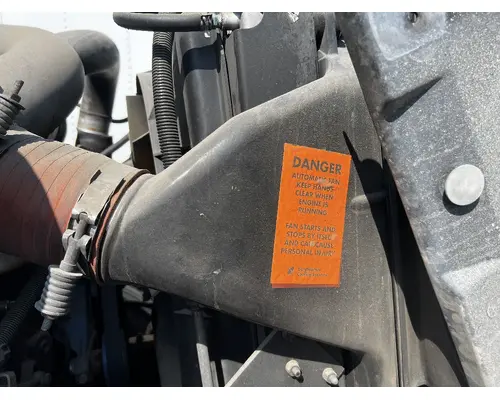 DANGER
AUTOMATIC FAN
KEEP HANDS
CLEAR WHEN
ENGINE IS
RUNNING
FAN STARTS AND
STOPS BY ITSELF
AND CAN CAUSE
PERSONAL INJURY